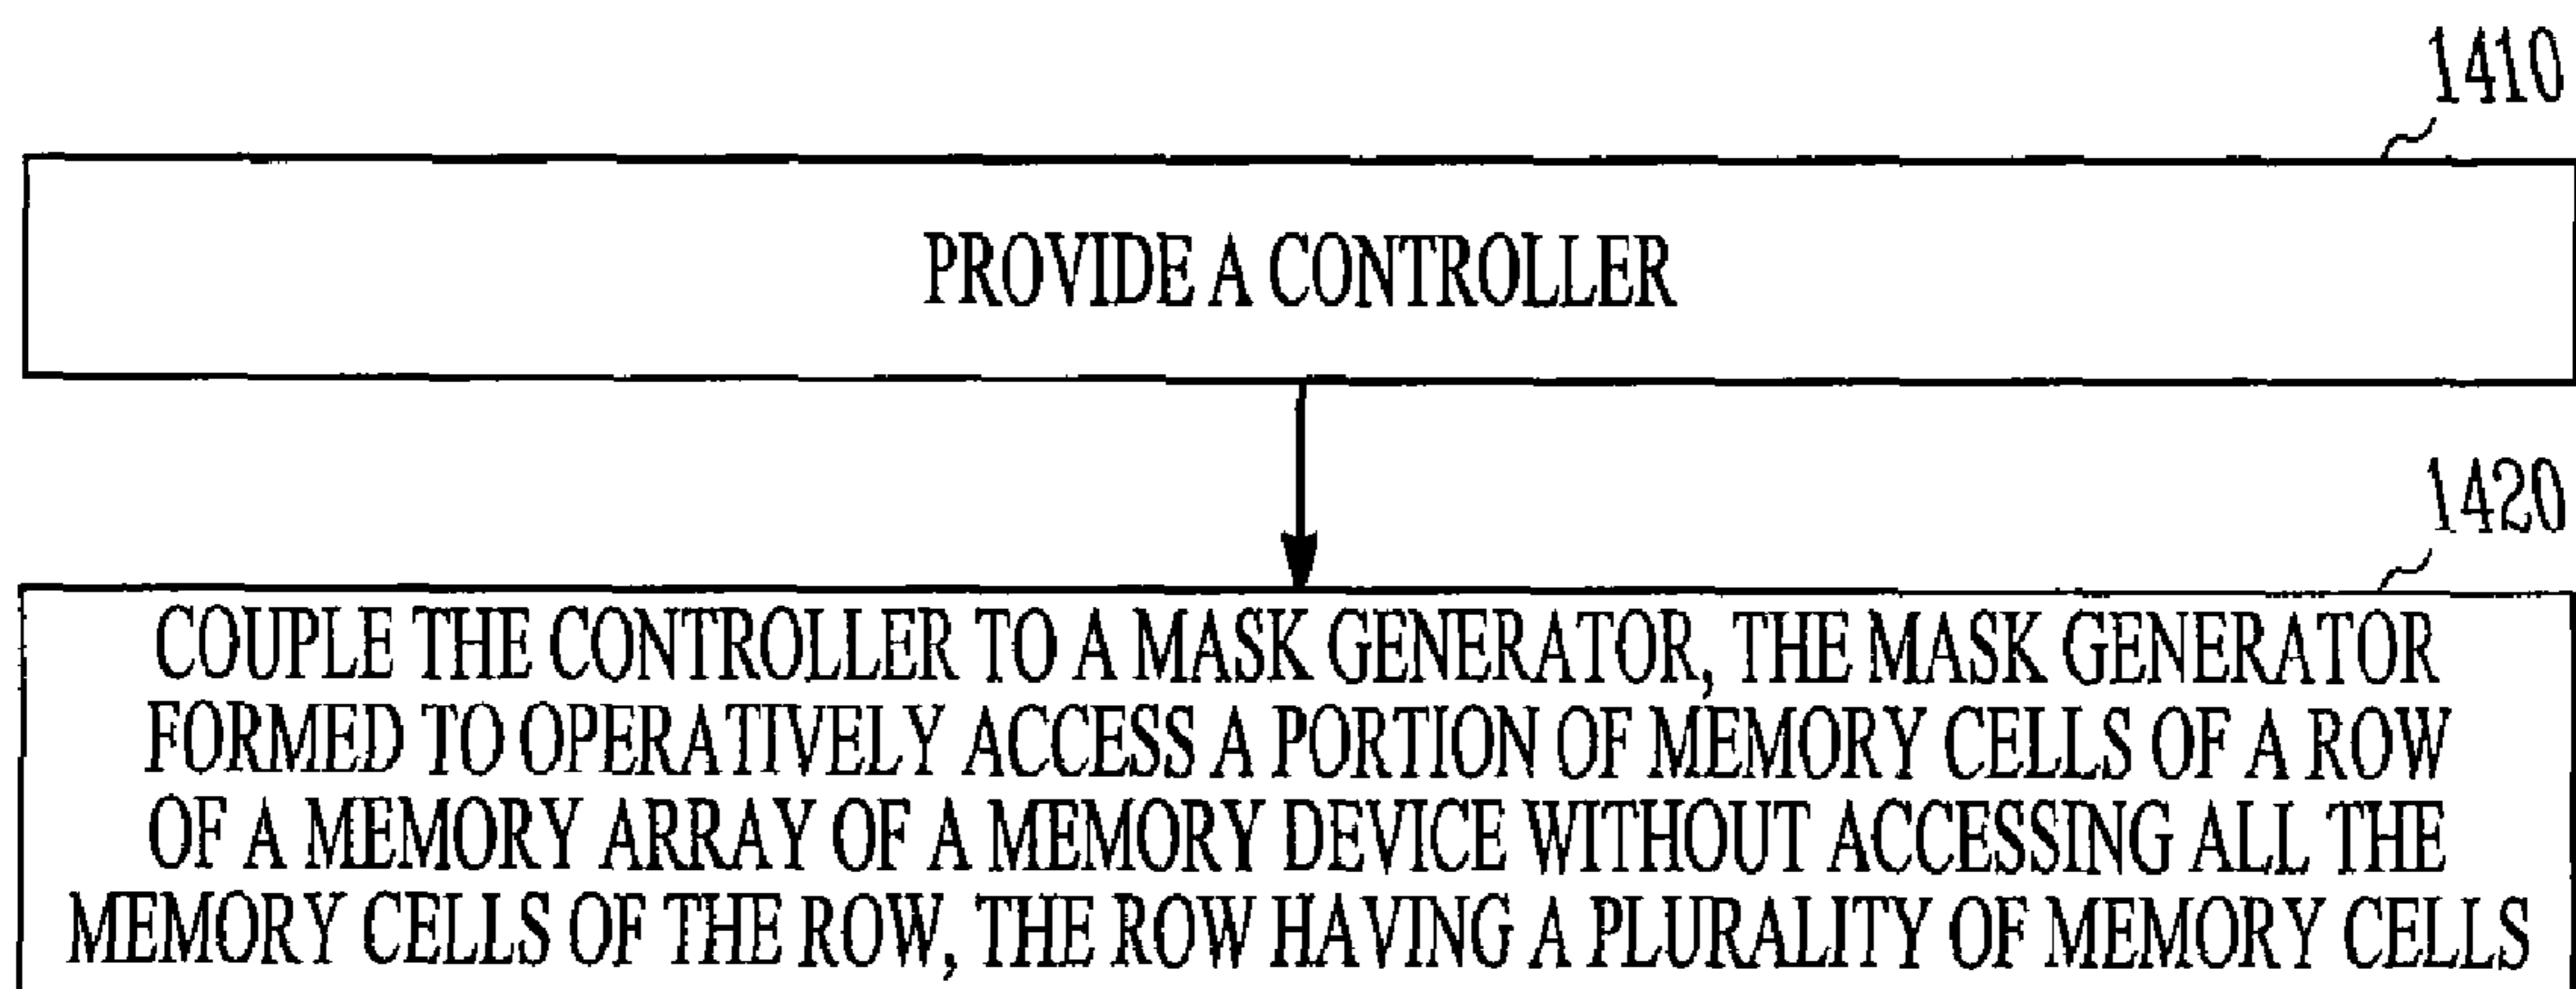 1410
PROVIDE A CONTROLLER
1420
COUPLE THE CONTROLLER TO A MASK GENERATOR, THE MASK GENERATOR
FORMED TO OPERATIVELY ACCESS A PORTION OF MEMORY CELLS OF A ROW
OF A MEMORY ARRAY OF A MEMORY DEVICE WITHOUT ACCESSING ALL THE
MEMORY CELLS OF THE ROW, THE ROW HAVING A PLURALITY OF MEMORY CELLS